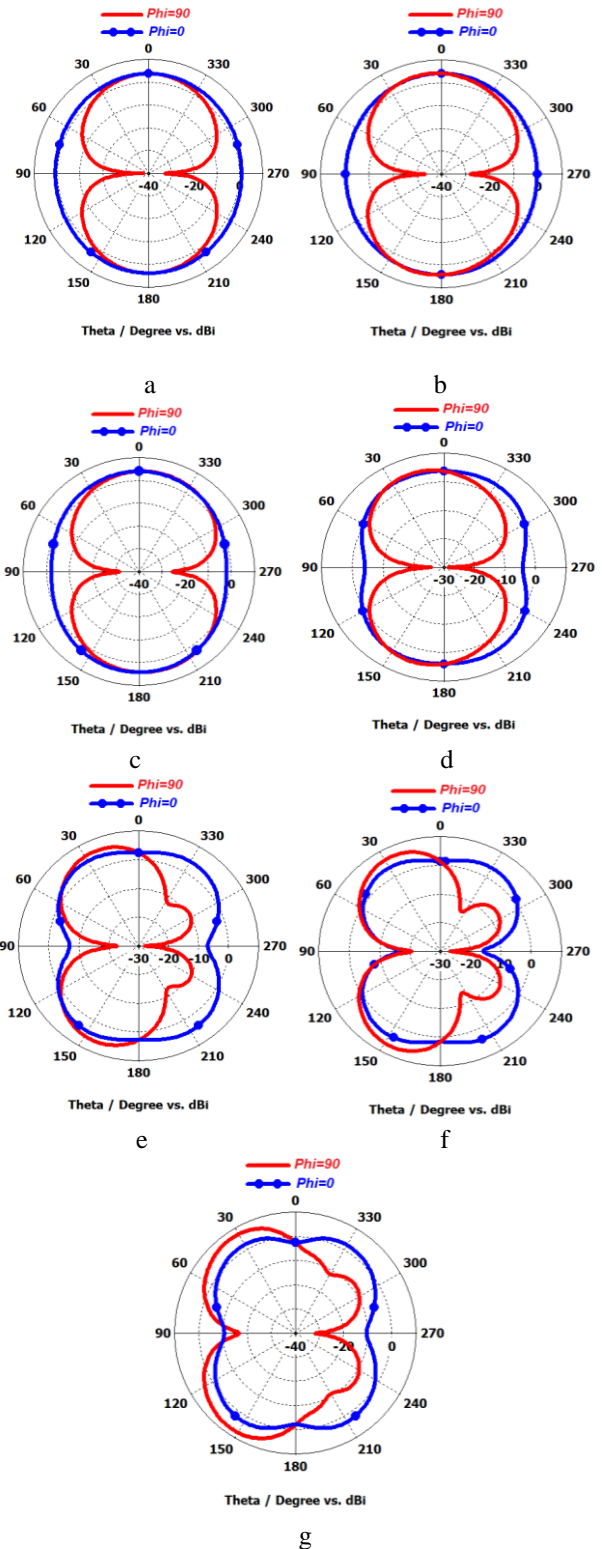 Phi=90 Phi=90
Phi=0 Phi=0
0 0
30 330 30 330
60 300 60 300
90 -40 -20 0 270 90 -40 -20 0 270
120 240 120 240
150 210 150 210
180 180
Theta / Degree vs. dBi Theta / Degree vs. dBi
a b
Phi=90 Phi=90
Phi=0 Phi=0
0 0
30 330 30 330
60 300 60 300
90 -40 -20 0 270 90 -30 -20 -10 0 270
120 240 120 240
150 210 150 210
180 180
Theta / Degree vs. dBi Theta / Degree vs. dBi
c d
Phi=90 Phi=90
Phi=0 Phi=0
0 0
30 330 30 330
60 300 60 300
90 -30 -20 -10 0 270 90 -30 -20 -10 0 270
120 240 120 240
150 210 150 210
180 180
Theta / Degree vs. dBi Theta / Degree vs. dBi
e f
Phi=90
Phi=0
0
30 330
60 300
90 -40 -20 0 270
120 240
150 210
180
Theta / Degree vs. dBi
g